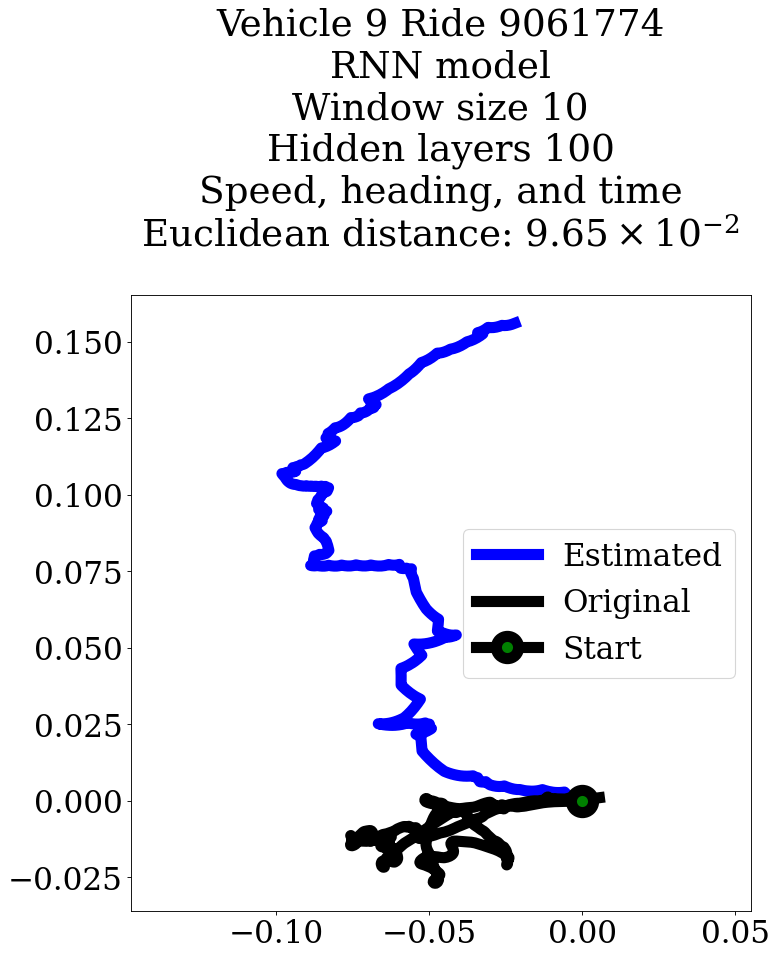 Vehicle 9 Ride 9061774
RNN model
Window size 10
Hidden layers 100
Speed, heading, and time
Euclidean distance: 9.65 × 10⁻²
0.150
0.125
0.100
0.075
0.050
0.025
0.000
−0.025
Estimated
Original
Start
−0.10
−0.05
0.00
0.05